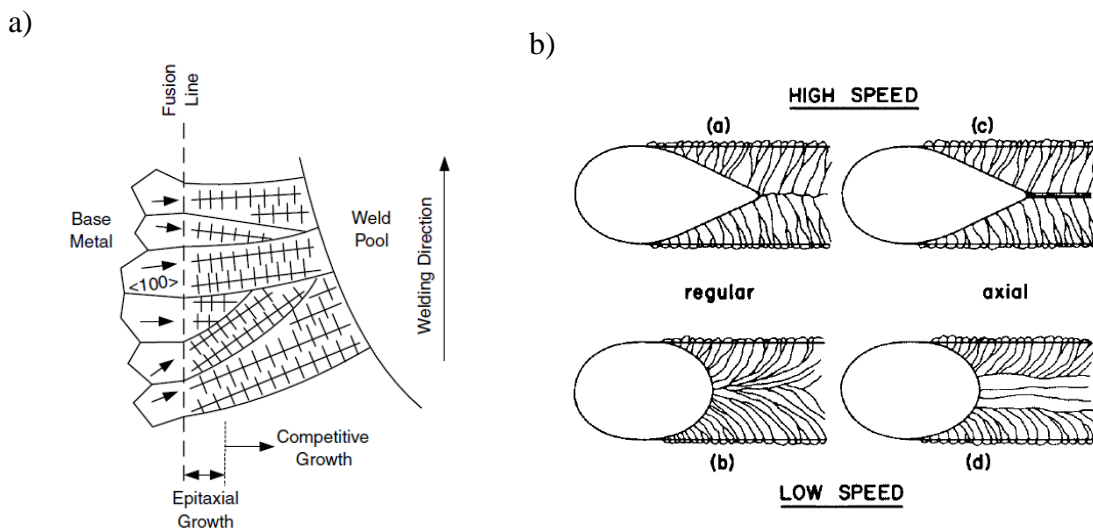 a)
Fusion
Line
Base
Metal
<100>
Weld
Pool
Welding Direction
Competitive
Growth
Epitaxial
Growth
b)
HIGH SPEED
(a)
(c)
regular
axial
(b)
(d)
LOW SPEED